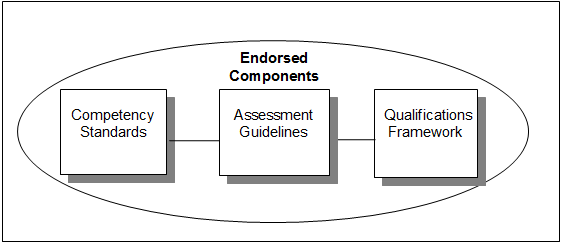 Endorsed
Components
Competency
Standards
Assessment
Guidelines
Qualifications
Framework